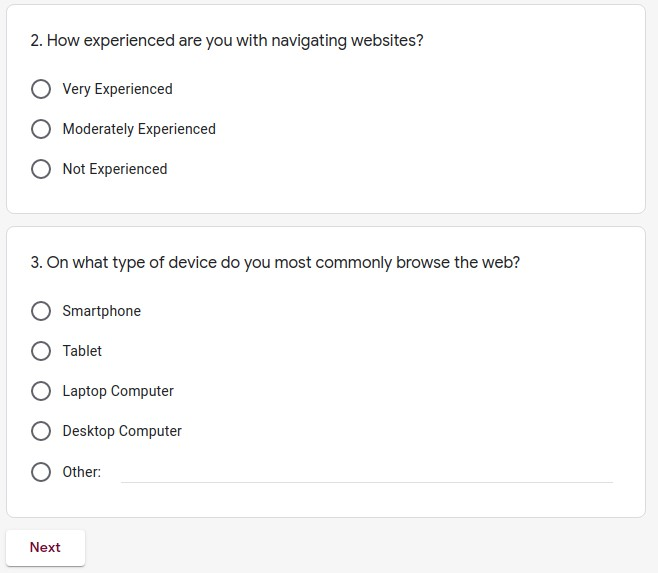 2. How experienced are you with navigating websites?
Very Experienced
Moderately Experienced
Not Experienced
3. On what type of device do you most commonly browse the web?
Smartphone
Tablet
Laptop Computer
Desktop Computer
Other:
Next